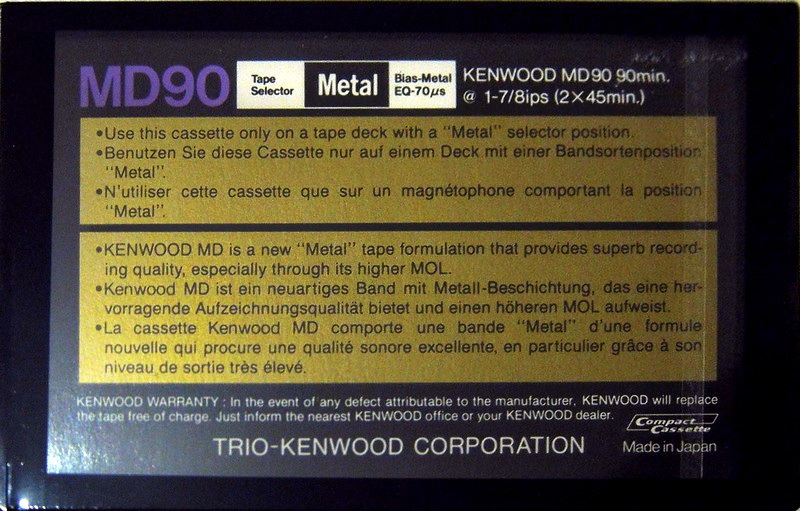 MD90 Tape Selector Metal Bias-Metal EQ-70µs KENWOOD MD90 90min.
@ 1-7/8ips (2×45min.)
•Use this cassette only on a tape deck with a "Metal" selector position.
•Benutzen Sie diese Cassette nur auf einem Deck mit einer Bandsortenposition
"Metal".
•N'utiliser cette cassette que sur un magnétophone comportant la position
"Metal".
•KENWOOD MD is a new "Metal" tape formulation that provides superb record-
ing quality, especially through its higher MOL.
•Kenwood MD ist ein neuartiges Band mit Metall-Beschichtung, das eine her-
vorragende Aufzeichnungsqualität bietet und einen höheren MOL aufweist.
•La cassette Kenwood MD comporte une bande "Metal" d'une formule
nouvelle qui procure une qualité sonore excellente, en particulier grâce à son
niveau de sortie très élevé.
KENWOOD WARRANTY : In the event of any defect attributable to the manufacturer, KENWOOD will replace
the tape free of charge. Just inform the nearest KENWOOD office or your KENWOOD dealer.
Compact
Cassette
TRIO-KENWOOD CORPORATION Made in Japan